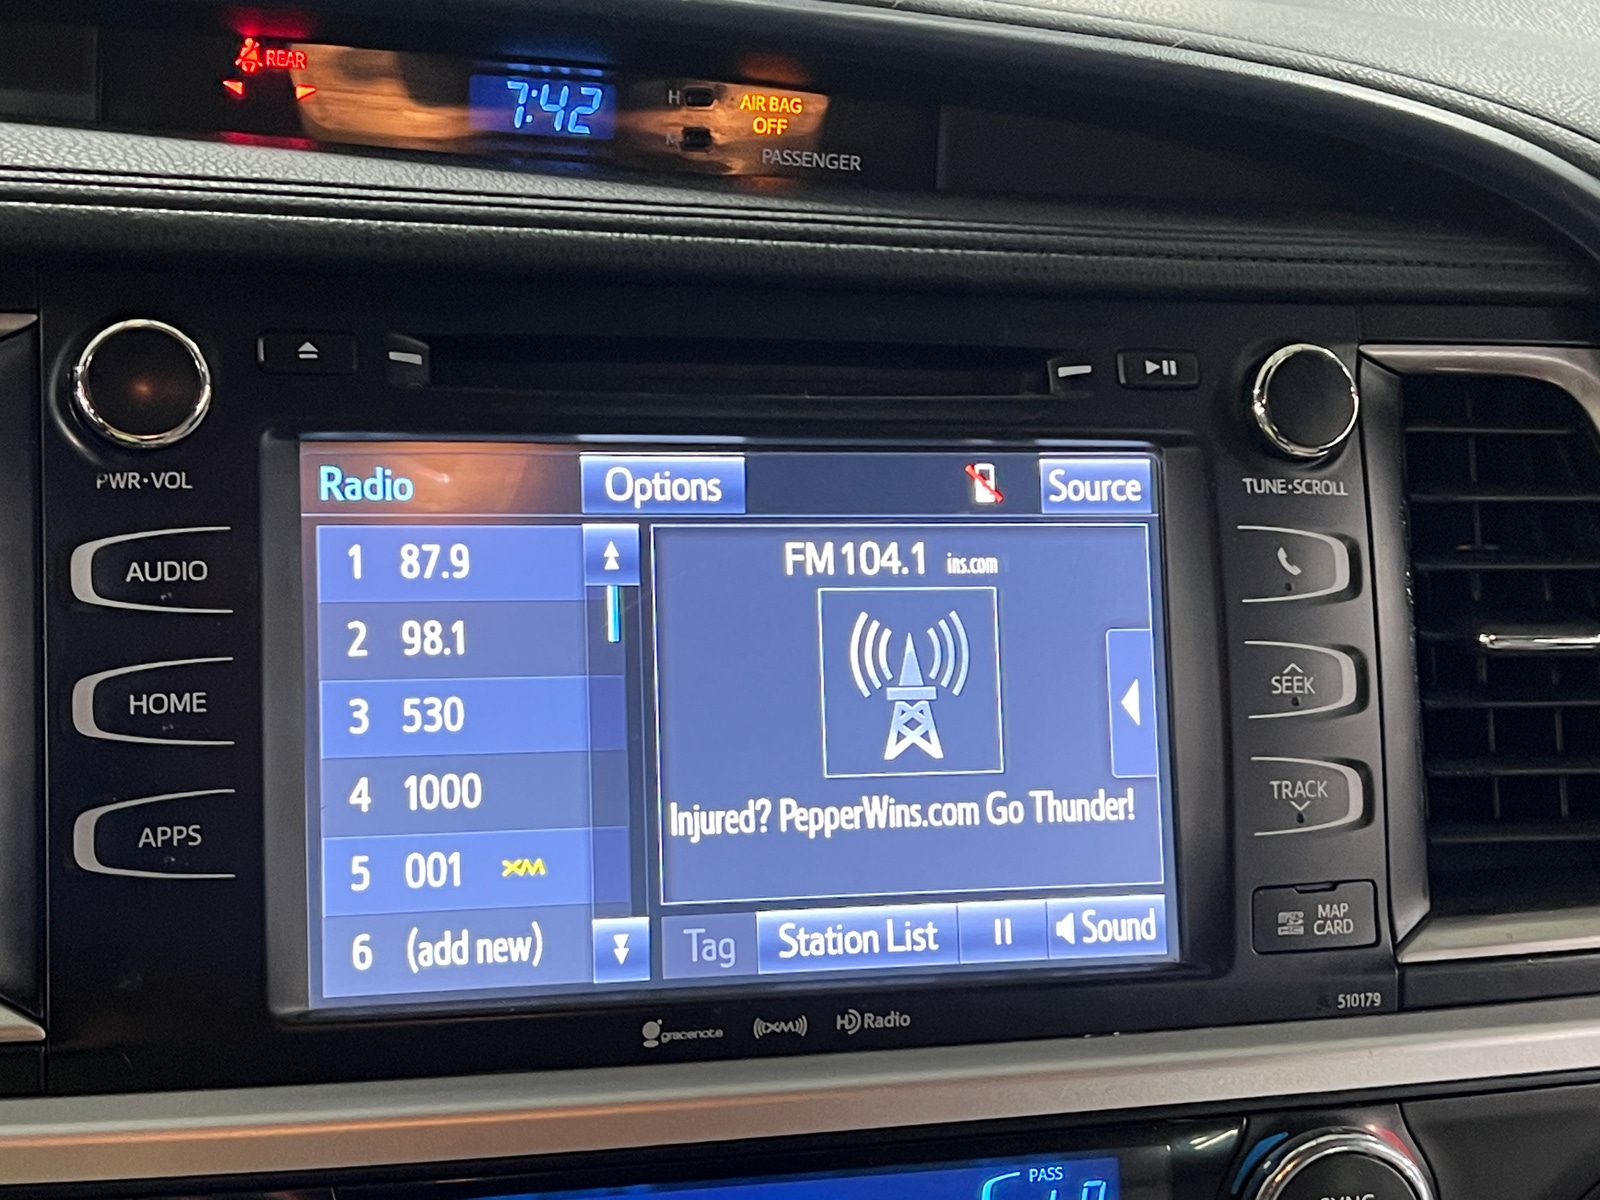 REAR
7:42
H
M
AIR BAG
OFF
PASSENGER
PWR•VOL
TUNE•SCROLL
AUDIO
HOME
APPS
Radio
Options
Source
1 87.9
2 98.1
3 530
4 1000
5 001 XM
6 (add new)
FM 104.1 ins.com
Injured? PepperWins.com Go Thunder!
Tag
Station List
Sound
SEEK
TRACK
MAP
CARD
510179
gracenote
((XM))
HD Radio
PASS
SYNC